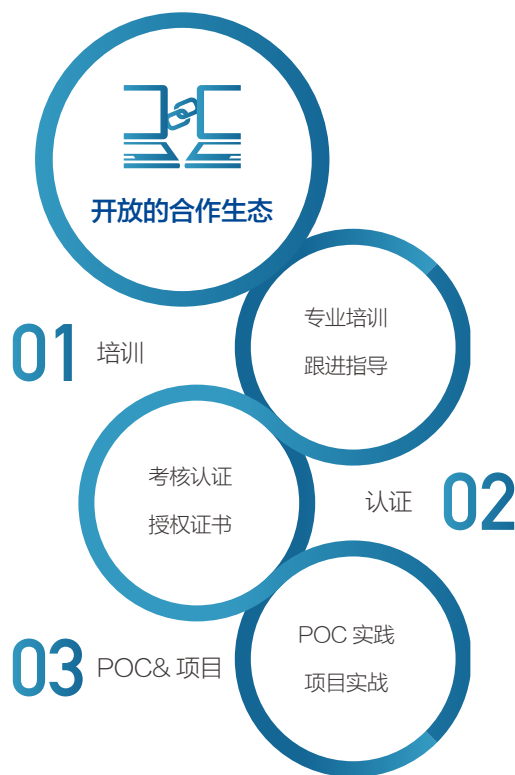 开放的合作生态
01 培训
专业培训
跟进指导
考核认证
授权证书
认证 02
03 POC& 项目
POC 实践
项目实战